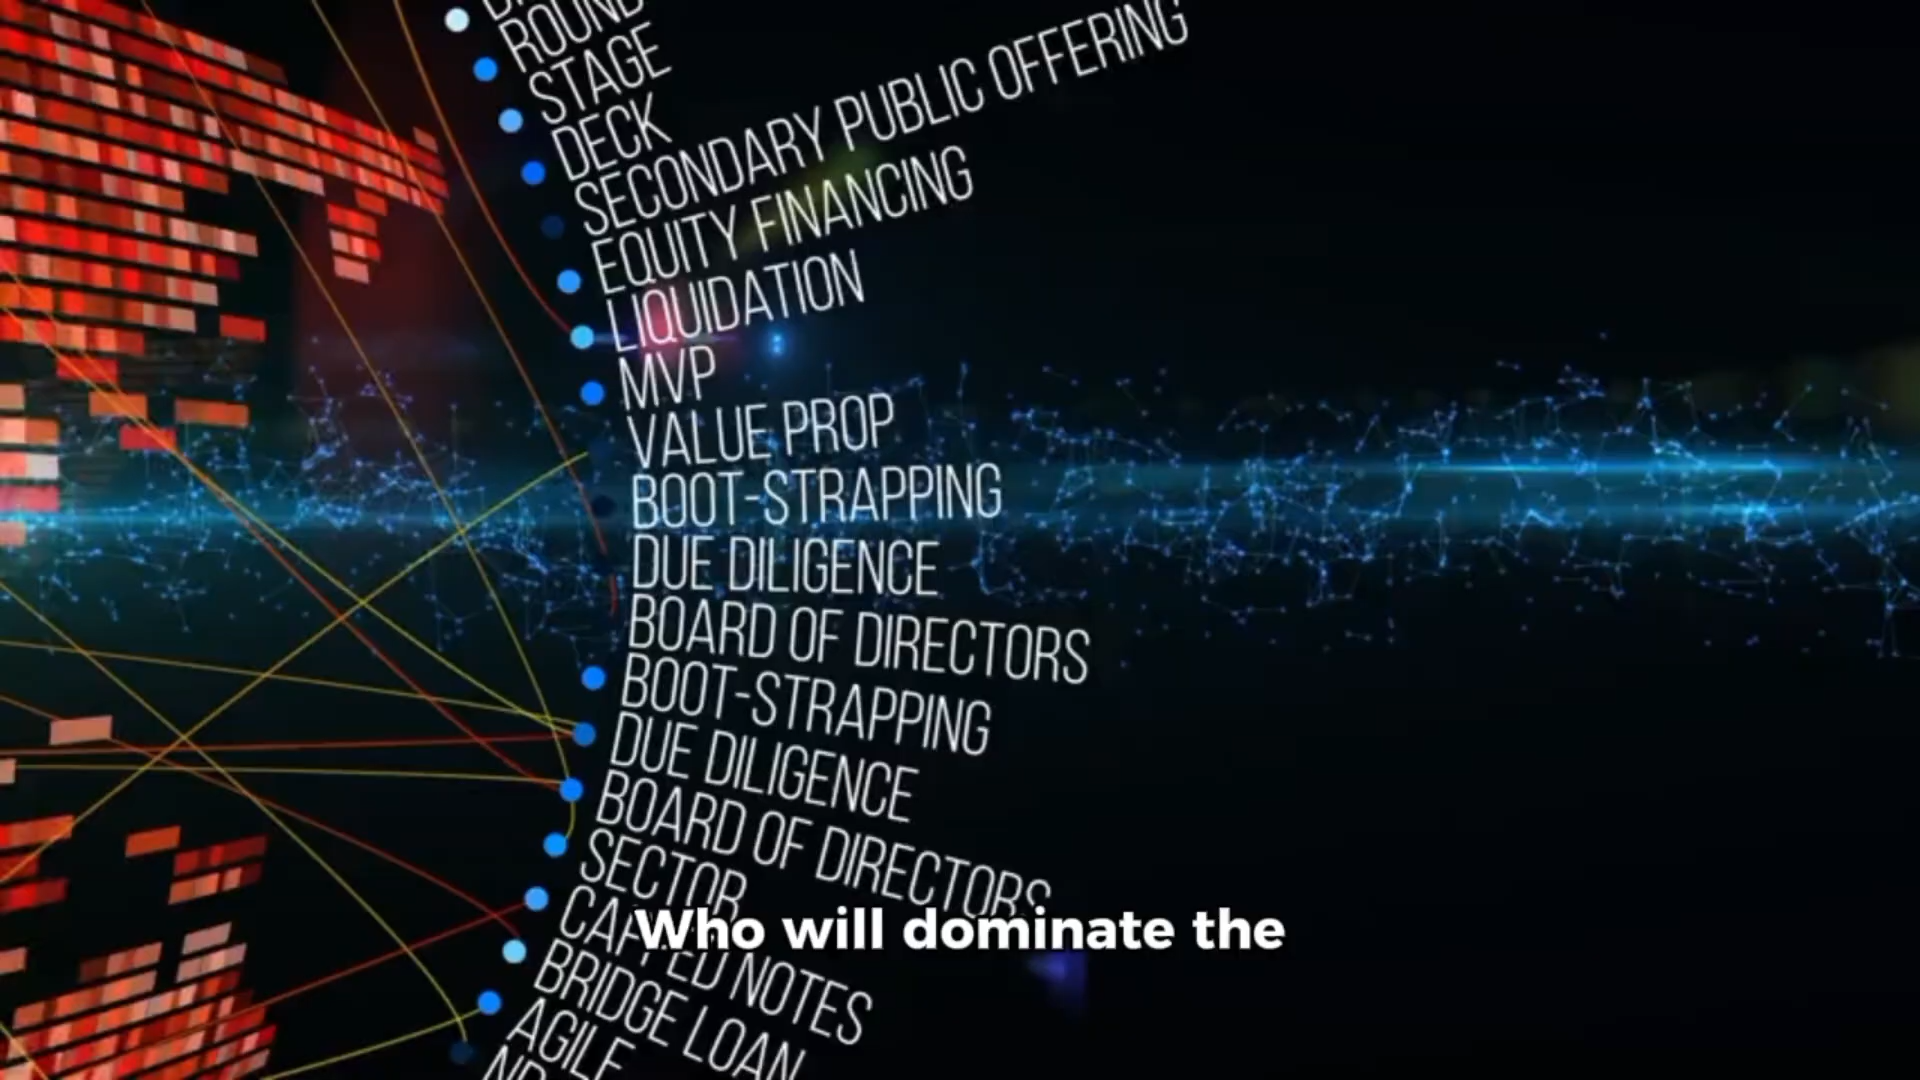 ROUND
STAGE
DECK
SECONDARY PUBLIC OFFERING
EQUITY FINANCING
LIQUIDATION
MVP
VALUE PROP
BOOT-STRAPPING
DUE DILIGENCE
BOARD OF DIRECTORS
BOOT-STRAPPING
DUE DILIGENCE
BOARD OF DIRECTORS
SECTOR
CAPPED NOTES
BRIDGE LOAN
AGILE
Who will dominate the